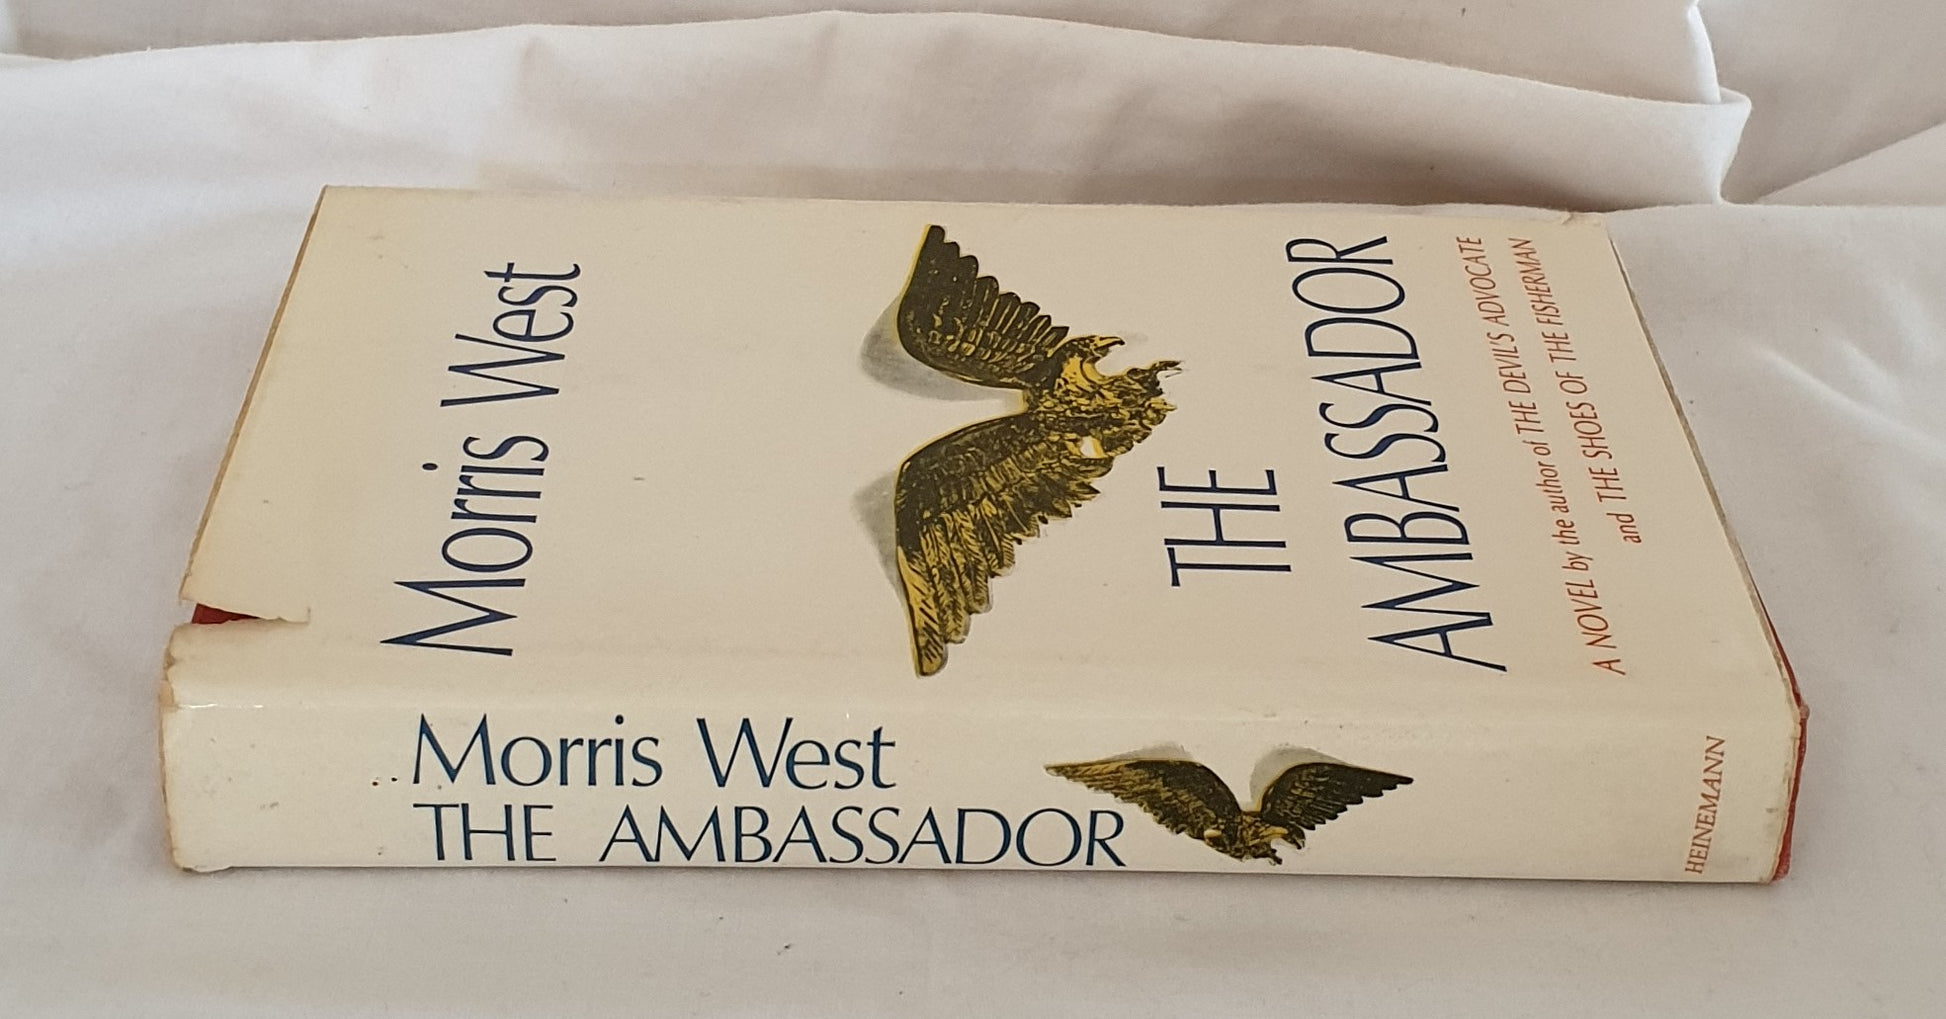 Morris West
THE
AMBASSADOR
A NOVEL by the author of THE DEVIL'S ADVOCATE
and THE SHOES OF THE FISHERMAN
Morris West
THE AMBASSADOR
HEINEMANN